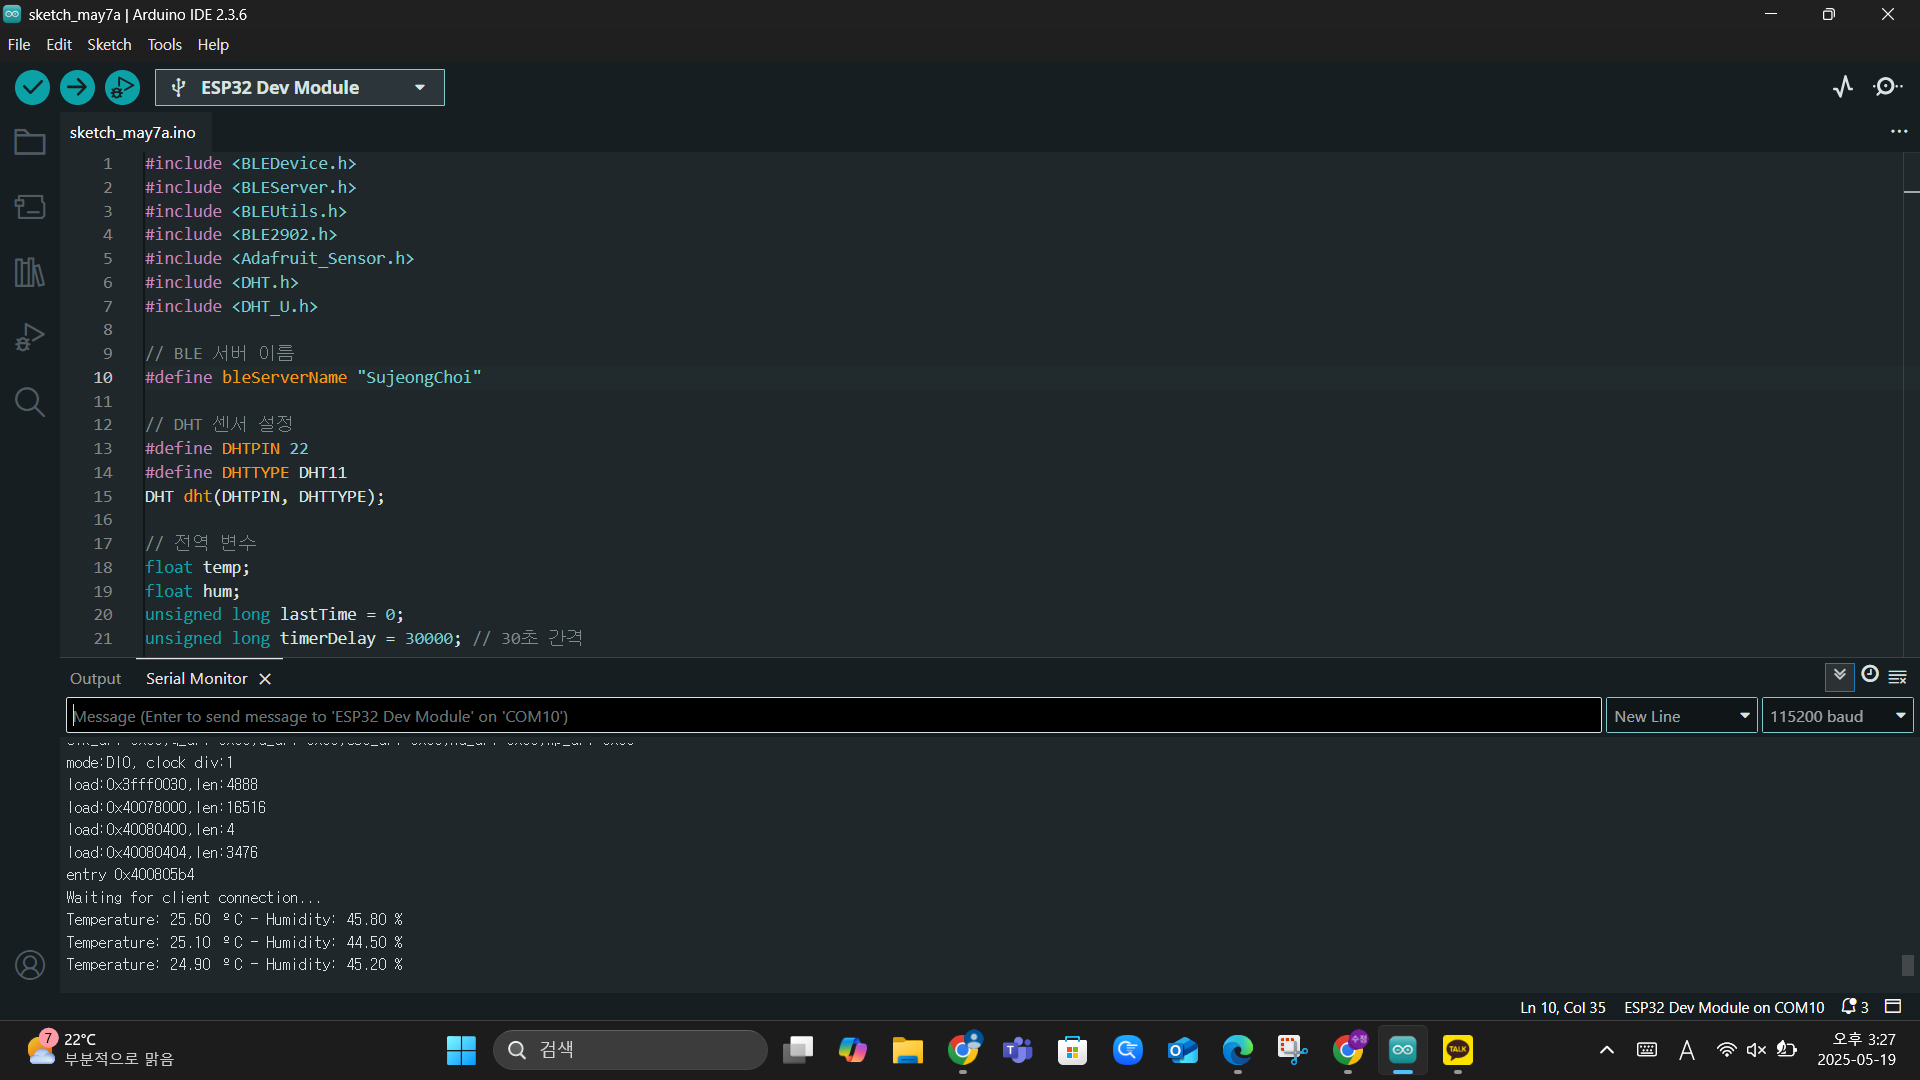 sketch_may7a | Arduino IDE 2.3.6
File Edit Sketch Tools Help
ESP32 Dev Module
sketch_may7a.ino
1 #include <BLEDevice.h>
2 #include <BLEServer.h>
3 #include <BLEUtils.h>
4 #include <BLE2902.h>
5 #include <Adafruit_Sensor.h>
6 #include <DHT.h>
7 #include <DHT_U.h>
8
9 // BLE 서버 이름
10 #define bleServerName "SujeongChoi"
11
12 // DHT 센서 설정
13 #define DHTPIN 22
14 #define DHTTYPE DHT11
15 DHT dht(DHTPIN, DHTTYPE);
16
17 // 전역 변수
18 float temp;
19 float hum;
20 unsigned long lastTime = 0;
21 unsigned long timerDelay = 30000; // 30초 간격
Output Serial Monitor
Message (Enter to send message to 'ESP32 Dev Module' on 'COM10') New Line 115200 baud
mode:DIO, clock div:1
load:0x3fff0030,len:4888
load:0x40078000,len:16516
load:0x40080400,len:4
load:0x40080404,len:3476
entry 0x400805b4
Waiting for client connection...
Temperature: 25.60 ºC - Humidity: 45.80 %
Temperature: 25.10 ºC - Humidity: 44.50 %
Temperature: 24.90 ºC - Humidity: 45.20 %
Ln 10, Col 35 ESP32 Dev Module on COM10 3
7
22°C
부분적으로 맑음
검색
수정
TALK
A
오후 3:27
2025-05-19